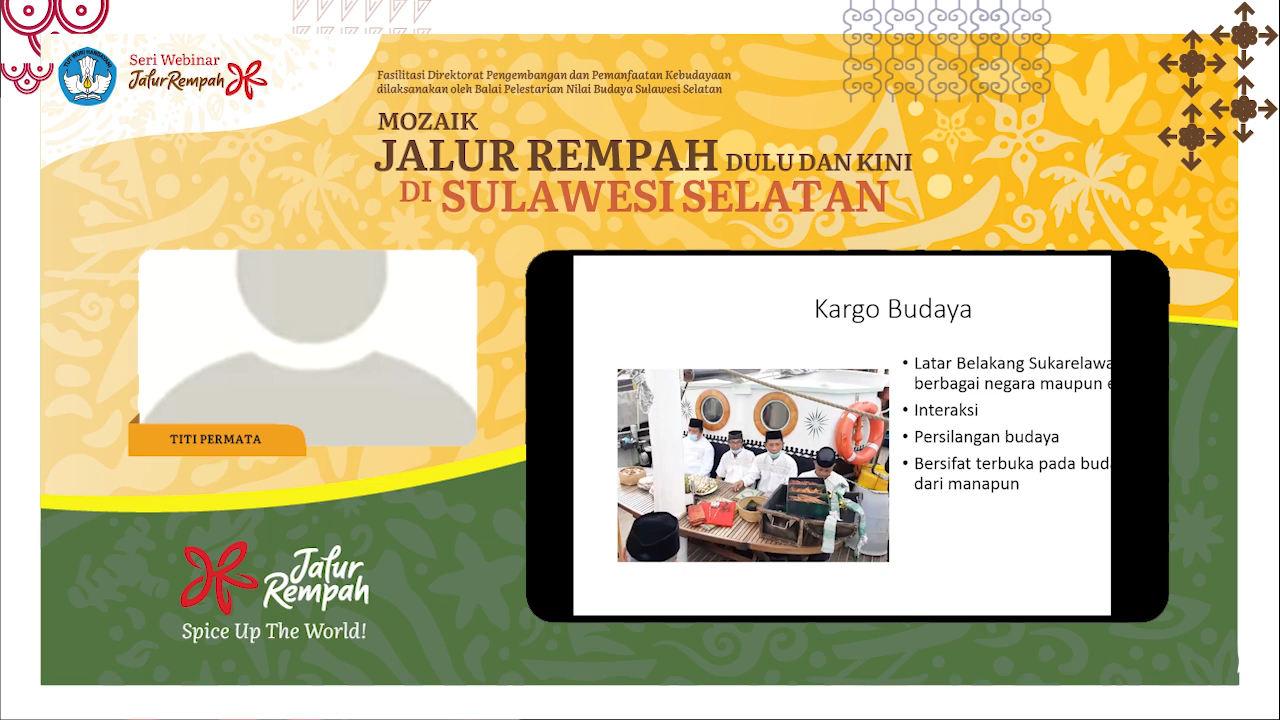 Seri Webinar
Jalur Rempah
Fasilitasi Direktorat Pengembangan dan Pemanfaatan Kebudayaan
dilaksanakan oleh Balai Pelestarian Nilai Budaya Sulawesi Selatan
MOZAIK
JALUR REMPAH DULU DAN KINI
DI SULAWESI SELATAN
TITI PERMATA
Kargo Budaya
• Latar Belakang Sukarelawa
berbagai negara maupun e
• Interaksi
• Persilangan budaya
• Bersifat terbuka pada bud
dari manapun
Jalur
Rempah
Spice Up The World!